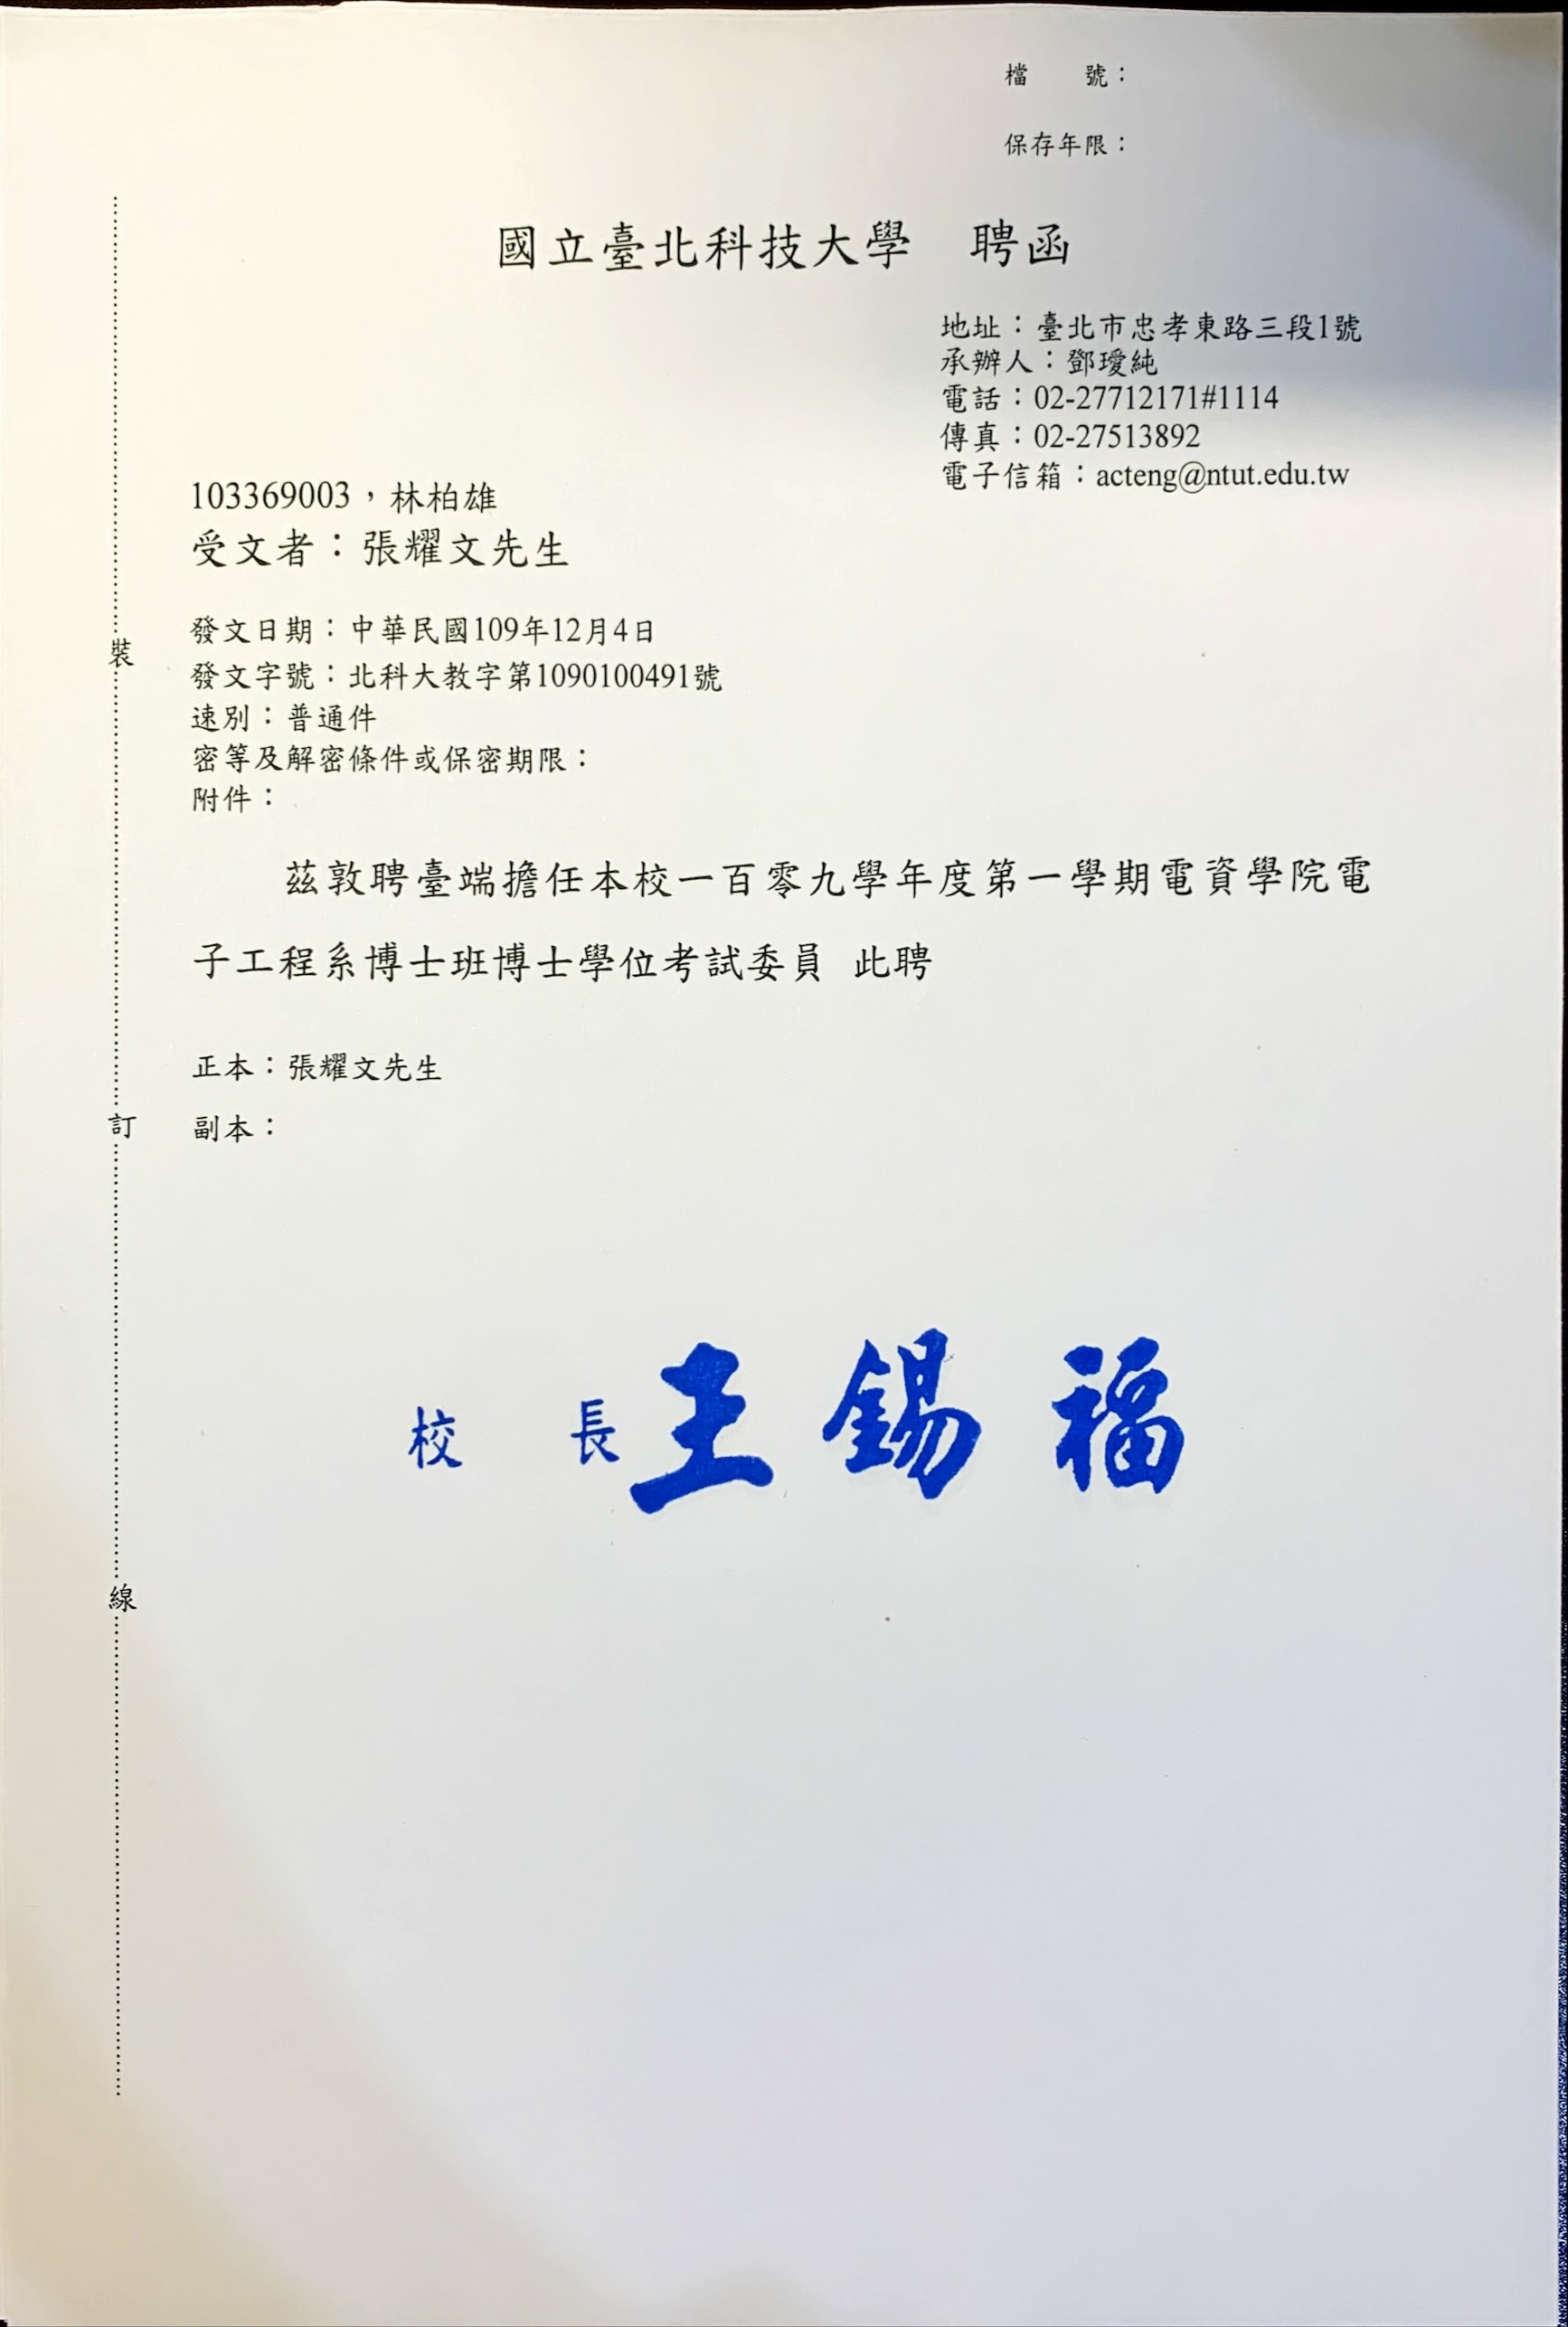 檔　　號：
保存年限：
國立臺北科技大學　聘函
地址：臺北市忠孝東路三段1號
承辦人：鄧璦純
電話：02-27712171#1114
傳真：02-27513892
電子信箱：acteng@ntut.edu.tw
103369003，林柏雄
受文者：張耀文先生
發文日期：中華民國109年12月4日
發文字號：北科大教字第1090100491號
速別：普通件
密等及解密條件或保密期限：
附件：
茲敦聘臺端擔任本校一百零九學年度第一學期電資學院電
子工程系博士班博士學位考試委員 此聘
正本：張耀文先生
副本：
校　長 王錫福
裝
訂
線